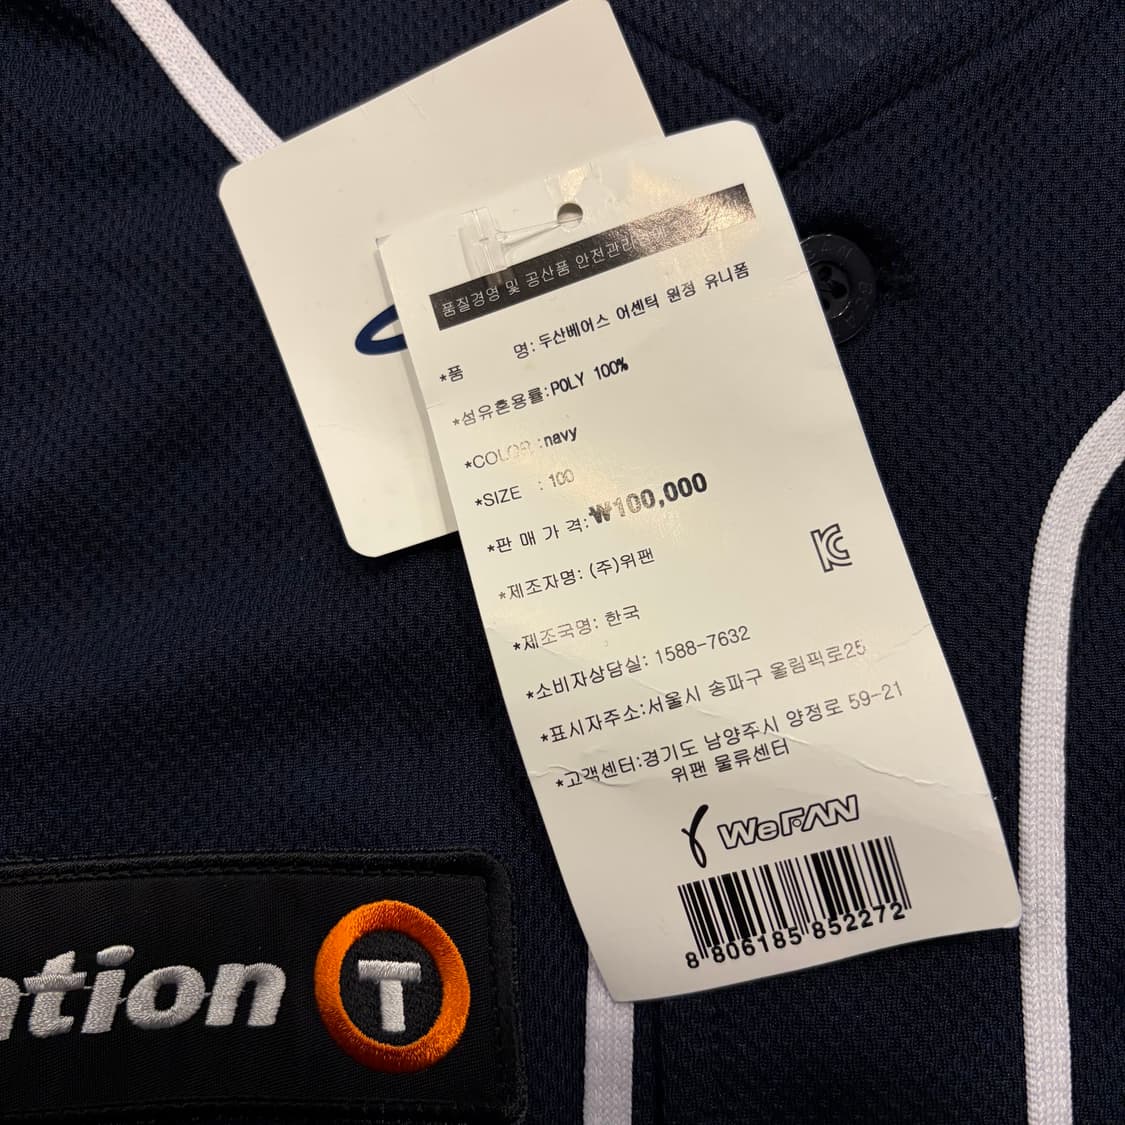 품질경영 및 공산품 안전관리
*품 명: 두산베어스 어센틱 원정 유니폼
*섬유혼용률: POLY 100%
*COLOR : navy
*SIZE : 100
*판 매 가 격: ₩100,000
*제조자명: (주)위팬
*제조국명: 한국
*소비자상담실: 1588-7632
*표시자주소:서울시 송파구 올림픽로25
*고객센터:경기도 남양주시 양정로 59-21
위팬 물류센터
WeFAN
8 806185 852272
ation T